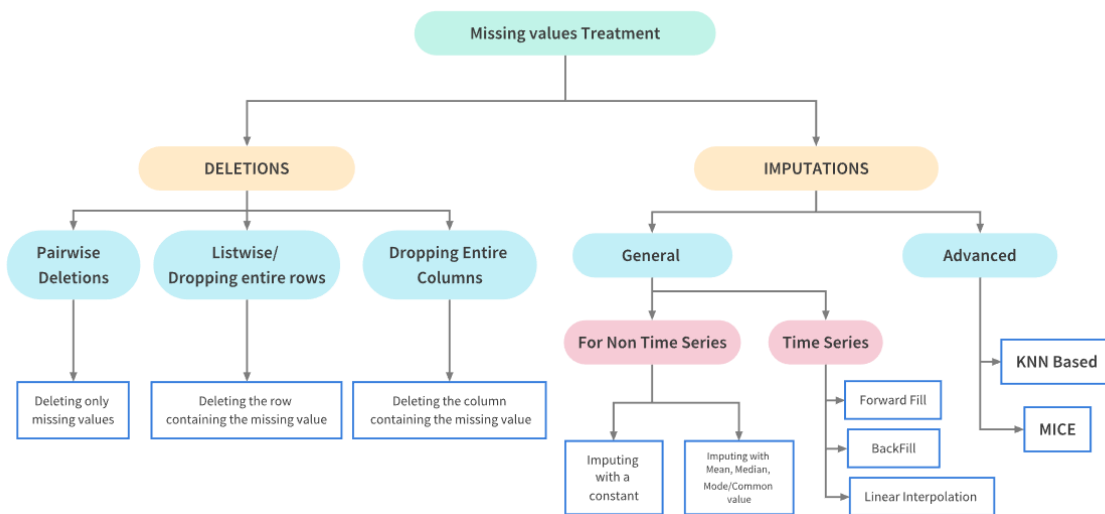 Missing values Treatment
DELETIONS
IMPUTATIONS
Pairwise
Deletions
Listwise/
Dropping entire rows
Dropping Entire
Columns
General
Advanced
For Non Time Series
Time Series
KNN Based
MICE
Deleting only
missing values
Deleting the row
containing the missing value
Deleting the column
containing the missing value
Forward Fill
BackFill
Linear Interpolation
Imputing
with a
constant
Imputing with
Mean, Median,
Mode/Common
value